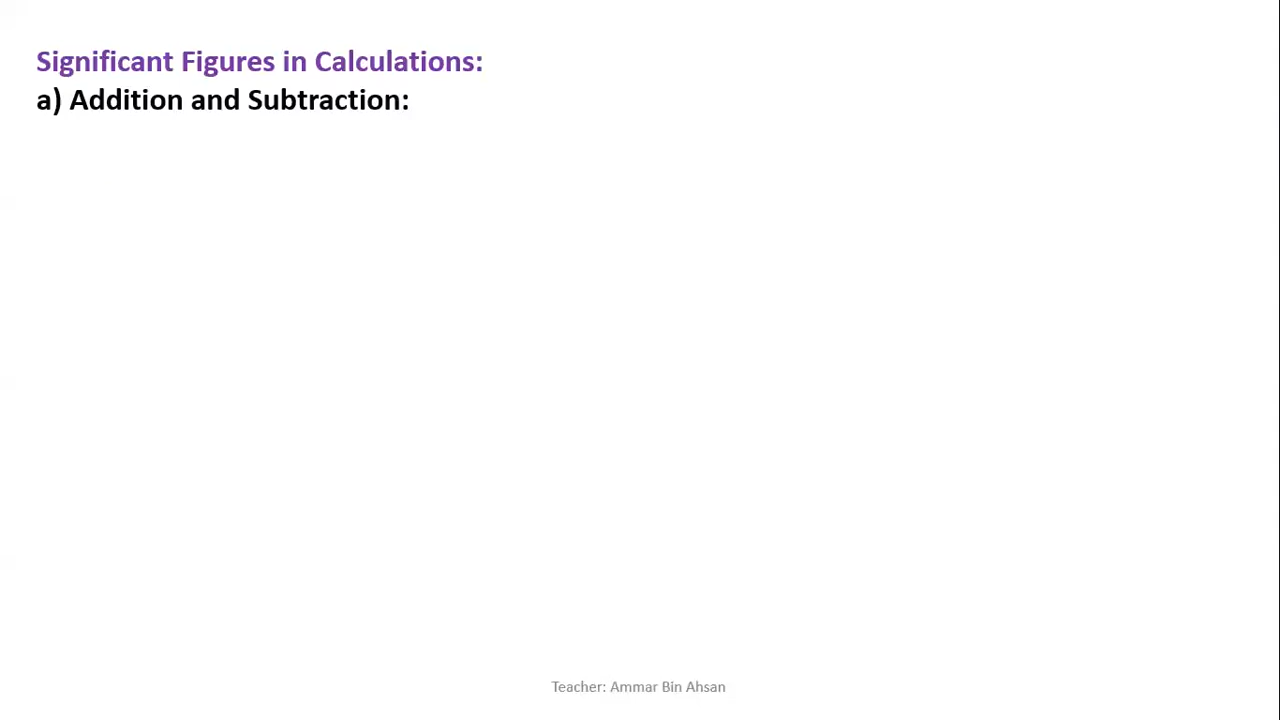 Significant Figures in Calculations:
a) Addition and Subtraction:
Teacher: Ammar Bin Ahsan